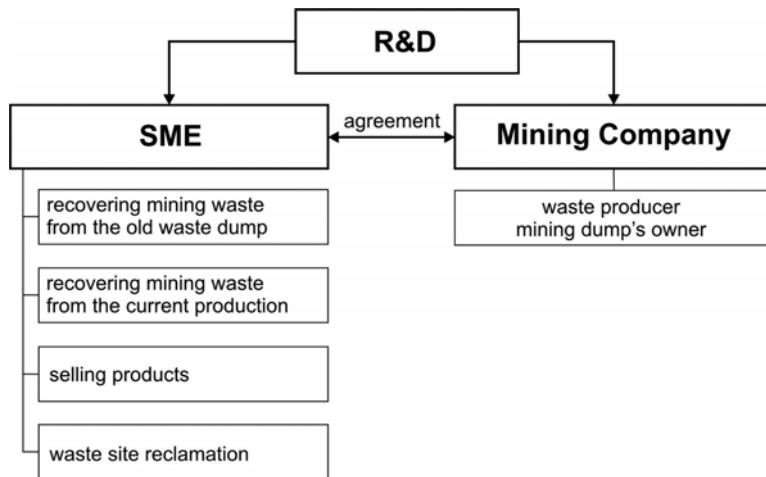 R&D
SME
agreement
Mining Company
recovering mining waste
from the old waste dump
recovering mining waste
from the current production
selling products
waste site reclamation
waste producer
mining dump's owner